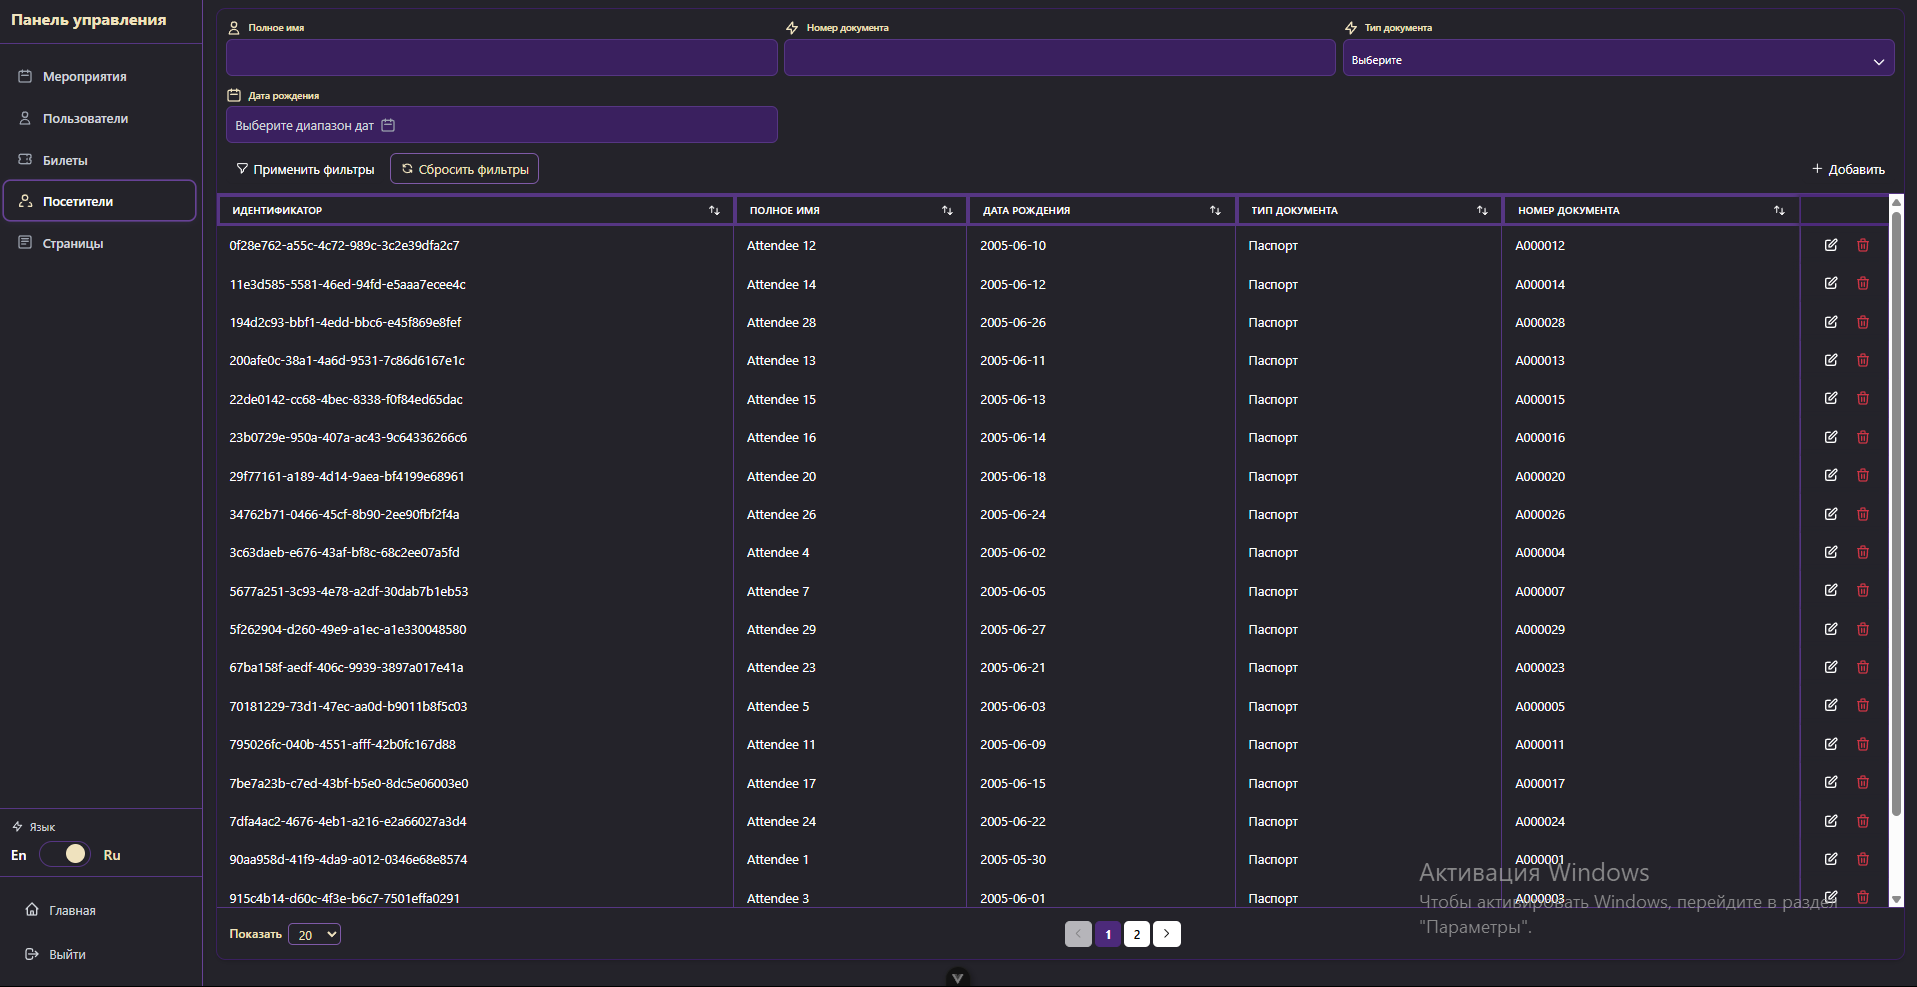 Панель управления
Мероприятия
Пользователи
Билеты
Посетители
Страницы
Язык
En Ru
Главная
Выйти
Полное имя
Номер документа
Тип документа
Выберите
Дата рождения
Выберите диапазон дат
Применить фильтры
Сбросить фильтры
Добавить
ИДЕНТИФИКАТОР ПОЛНОЕ ИМЯ ДАТА РОЖДЕНИЯ ТИП ДОКУМЕНТА НОМЕР ДОКУМЕНТА
0f28e762-a55c-4c72-989c-3c2e39dfa2c7 Attendee 12 2005-06-10 Паспорт A000012
11e3d585-5581-46ed-94fd-e5aaa7ecee4c Attendee 14 2005-06-12 Паспорт A000014
194d2c93-bbf1-4edd-bbc6-e45f869e8fef Attendee 28 2005-06-26 Паспорт A000028
200afe0c-38a1-4a6d-9531-7c86d6167e1c Attendee 13 2005-06-11 Паспорт A000013
22de0142-cc68-4bec-8338-f0f84ed65dac Attendee 15 2005-06-13 Паспорт A000015
23b0729e-950a-407a-ac43-9c64336266c6 Attendee 16 2005-06-14 Паспорт A000016
29f77161-a189-4d14-9aea-bf4199e68961 Attendee 20 2005-06-18 Паспорт A000020
34762b71-0466-45cf-8b90-2ee90fbf2f4a Attendee 26 2005-06-24 Паспорт A000026
3c63daeb-e676-43af-bf8c-68c2ee07a5fd Attendee 4 2005-06-02 Паспорт A000004
5677a251-3c93-4e78-a2df-30dab7b1eb53 Attendee 7 2005-06-05 Паспорт A000007
5f262904-d260-49e9-a1ec-a1e330048580 Attendee 29 2005-06-27 Паспорт A000029
67ba158f-aedf-406c-9939-3897a017e41a Attendee 23 2005-06-21 Паспорт A000023
70181229-73d1-47ec-aa0d-b9011b8f5c03 Attendee 5 2005-06-03 Паспорт A000005
795026fc-040b-4551-afff-42b0fc167d88 Attendee 11 2005-06-09 Паспорт A000011
7be7a23b-c7ed-43bf-b5e0-8dc5e06003e0 Attendee 17 2005-06-15 Паспорт A000017
7dfa4ac2-4676-4eb1-a216-e2a66027a3d4 Attendee 24 2005-06-22 Паспорт A000024
90aa958d-41f9-4da9-a012-0346e68e8574 Attendee 1 2005-05-30 Паспорт A000001
915c4b14-d60c-4f3e-b6c7-7501effa0291 Attendee 3 2005-06-01 Паспорт A000003
Показать 20
1 2
Активация Windows
Чтобы активировать Windows, перейдите в раздел
"Параметры".